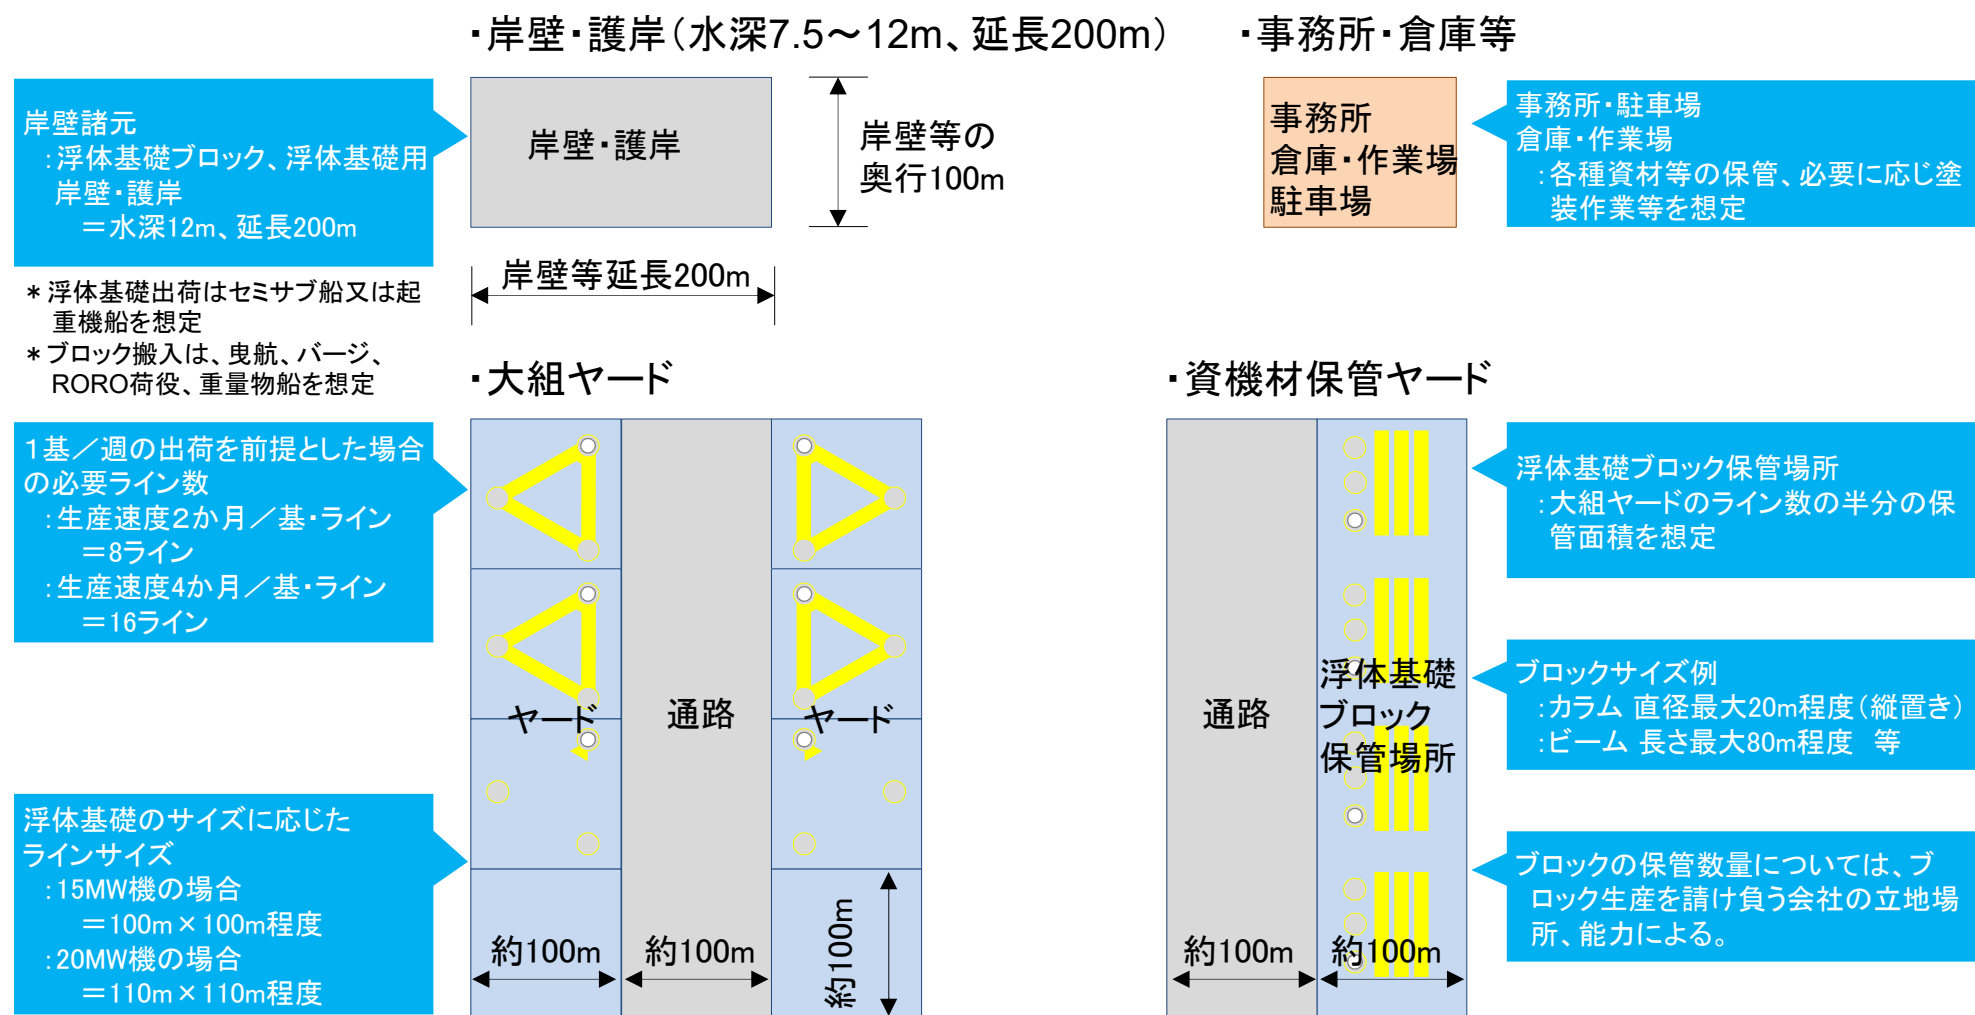 ・岸壁・護岸（水深7.5～12m、延長200m）
・事務所・倉庫等
岸壁諸元
：浮体基礎ブロック、浮体基礎用
岸壁・護岸
＝水深12m、延長200m
岸壁・護岸
岸壁等の
奥行100m
岸壁等延長200m
事務所
倉庫・作業場
駐車場
事務所・駐車場
倉庫・作業場
：各種資材等の保管、必要に応じ塗
装作業等を想定
＊浮体基礎出荷はセミサブ船又は起
重機船を想定
＊ブロック搬入は、曳航、バージ、
RORO荷役、重量物船を想定
・大組ヤード
・資機材保管ヤード
１基／週の出荷を前提とした場合
の必要ライン数
：生産速度２か月／基・ライン
＝8ライン
：生産速度4か月／基・ライン
＝16ライン
浮体基礎のサイズに応じた
ラインサイズ
：15MW機の場合
＝100m×100m程度
：20MW機の場合
＝110m×110m程度
ヤード
通路
ヤード
約100m
約100m
約100m
通路
浮体基礎
ブロック
保管場所
約100m
約100m
浮体基礎ブロック保管場所
：大組ヤードのライン数の半分の保
管面積を想定
ブロックサイズ例
：カラム 直径最大20m程度（縦置き）
：ビーム 長さ最大80m程度　等
ブロックの保管数量については、ブ
ロック生産を請け負う会社の立地場
所、能力による。